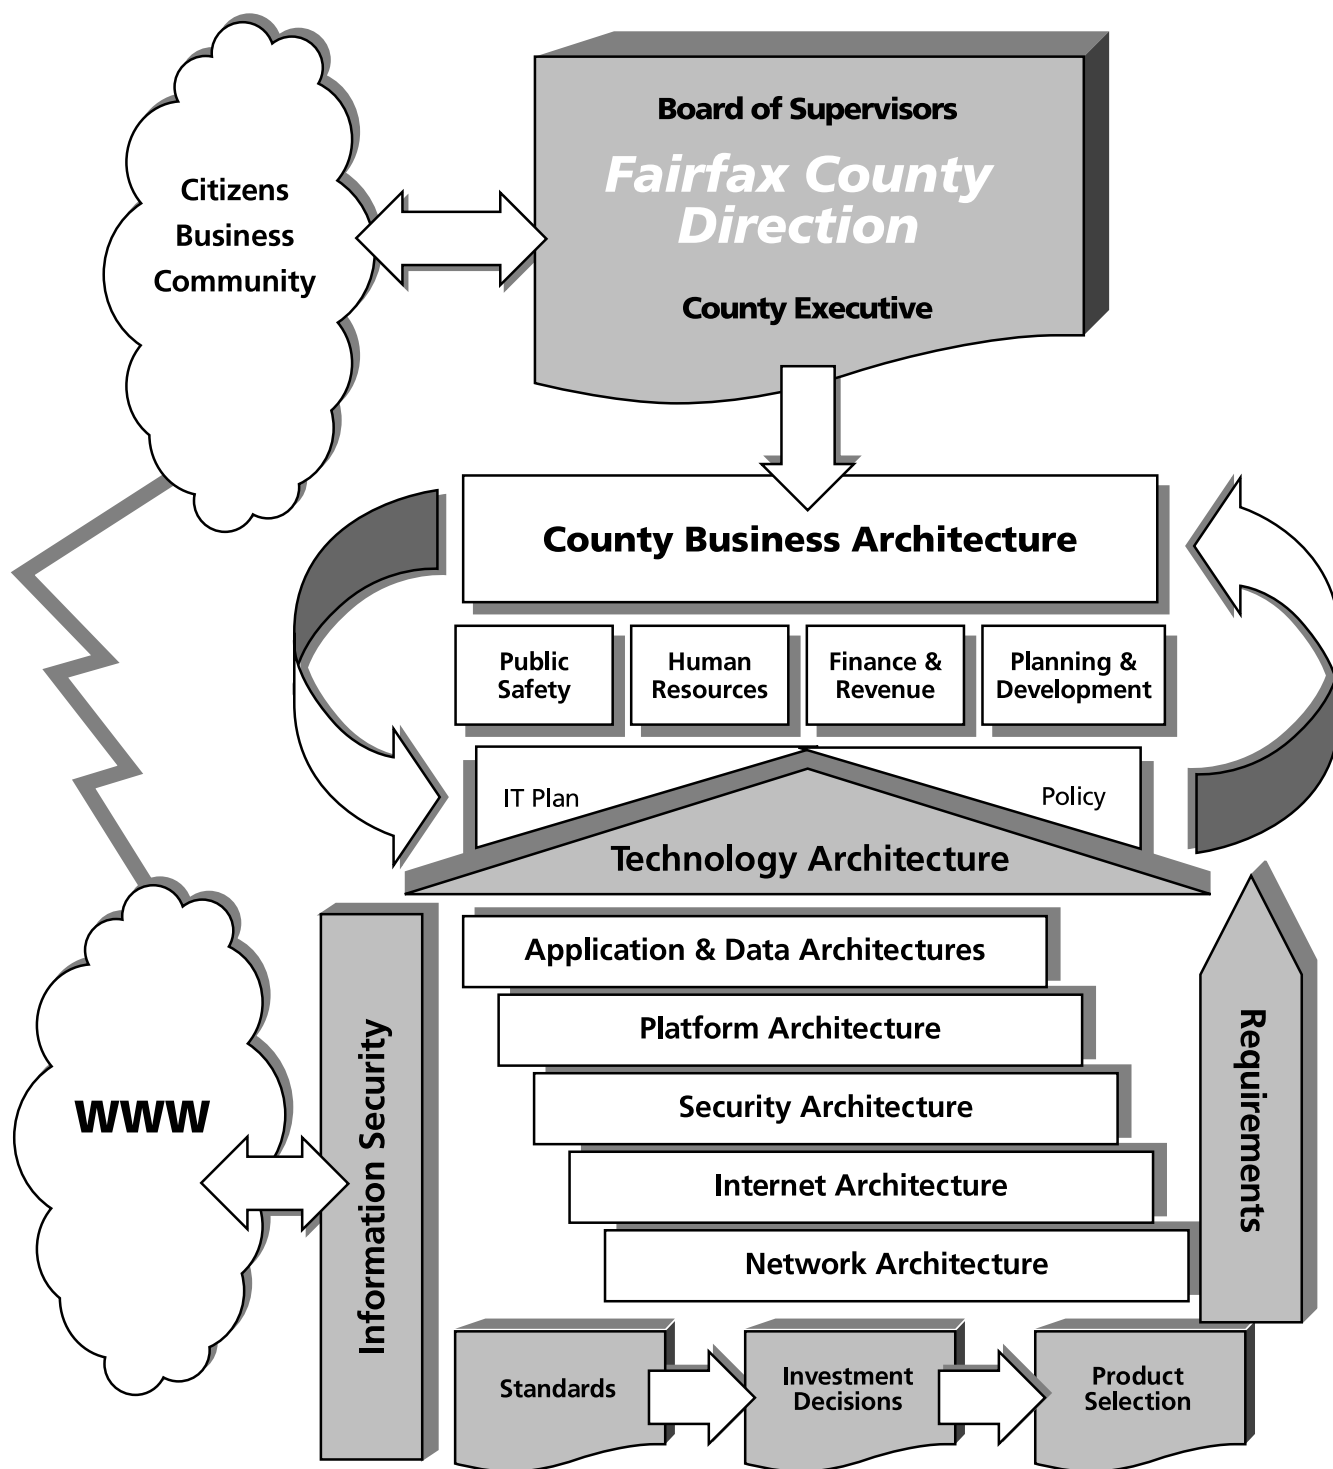 Board of Supervisors
Fairfax County
Direction
County Executive
Citizens
Business
Community
County Business Architecture
Public
Safety
Human
Resources
Finance &
Revenue
Planning &
Development
IT Plan
Policy
Technology Architecture
Application & Data Architectures
Platform Architecture
Security Architecture
Internet Architecture
Network Architecture
WWW
Information Security
Requirements
Standards
Investment
Decisions
Product
Selection